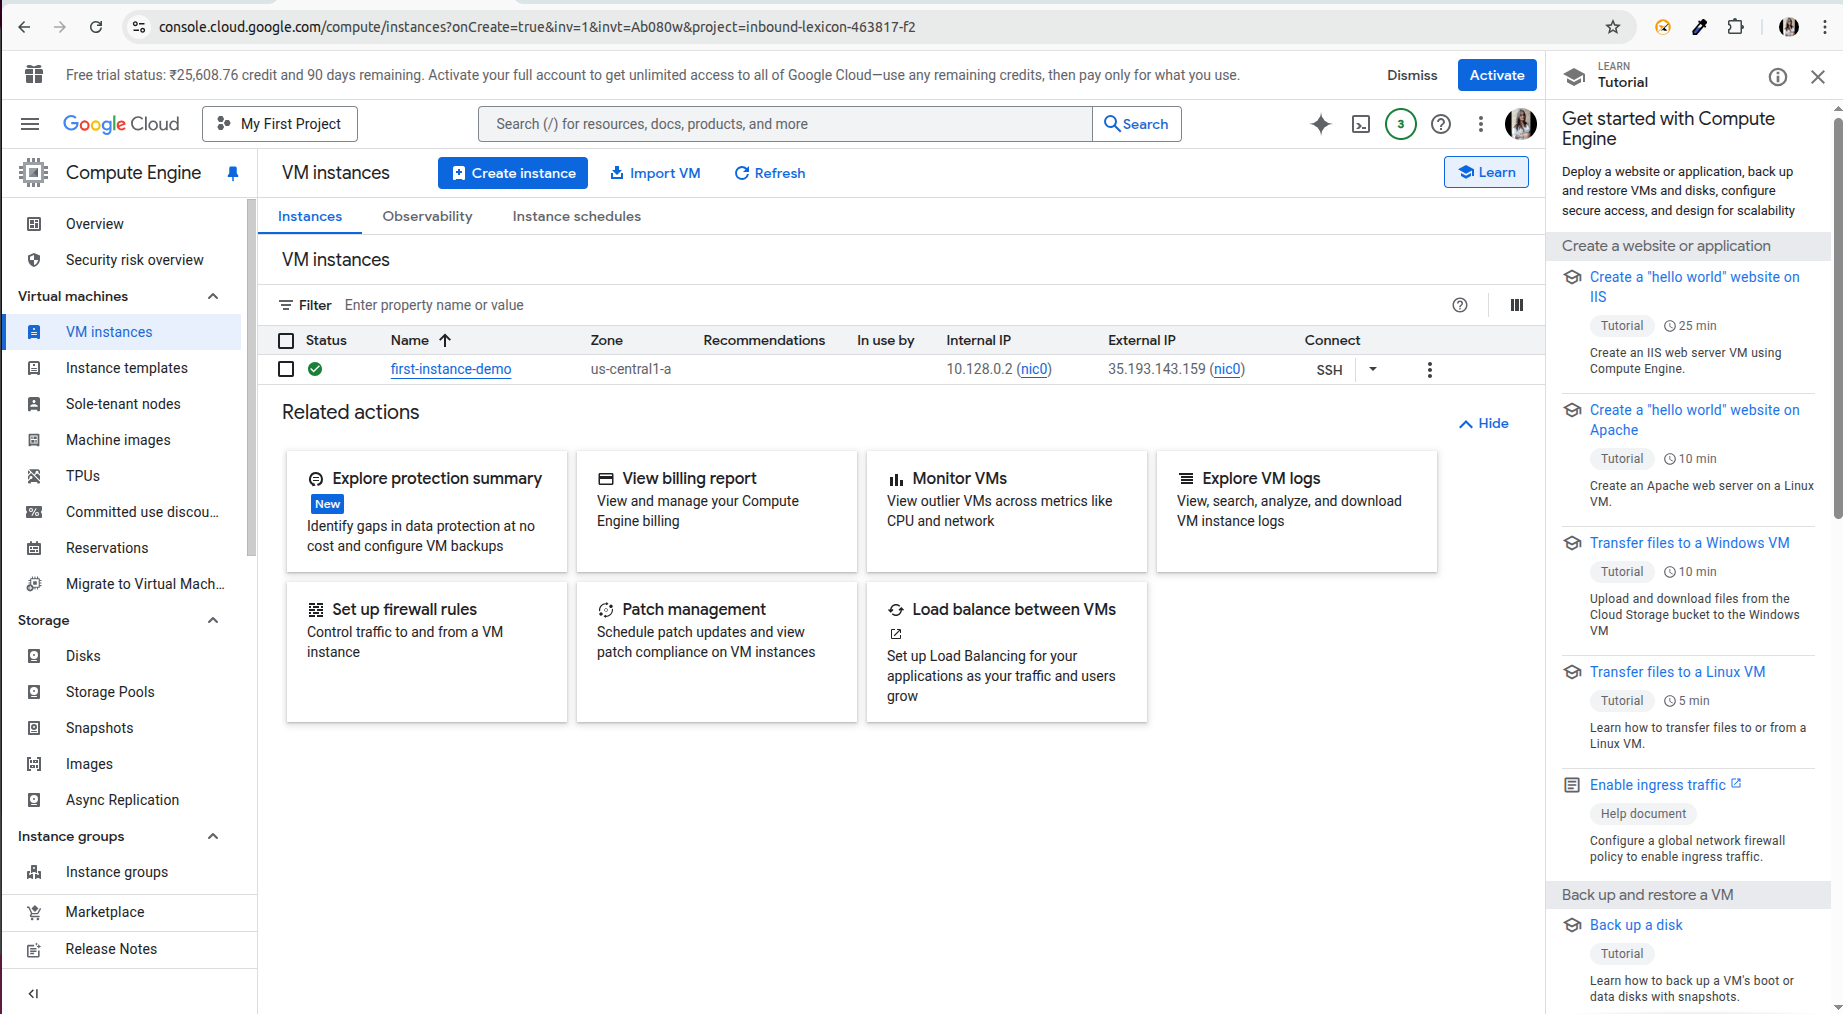 console.cloud.google.com/compute/instances?onCreate=true&inv=1&invt=Ab080w&project=inbound-lexicon-463817-f2
Free trial status: ₹25,608.76 credit and 90 days remaining. Activate your full account to get unlimited access to all of Google Cloud—use any remaining credits, then pay only for what you use.
Dismiss
Activate
Google Cloud
My First Project
Search (/) for resources, docs, products, and more
Search
3
Compute Engine
Overview
Security risk overview
Virtual machines
VM instances
Instance templates
Sole-tenant nodes
Machine images
TPUs
Committed use discou...
Reservations
Migrate to Virtual Mach...
Storage
Disks
Storage Pools
Snapshots
Images
Async Replication
Instance groups
Instance groups
Marketplace
Release Notes
VM instances
Create instance
Import VM
Refresh
Learn
Instances
Observability
Instance schedules
VM instances
Filter
Enter property name or value
Status Name Zone Recommendations In use by Internal IP External IP Connect
first-instance-demo us-central1-a 10.128.0.2 (nic0) 35.193.143.159 (nic0) SSH
Related actions
Hide
Explore protection summary
New
Identify gaps in data protection at no
cost and configure VM backups
View billing report
View and manage your Compute
Engine billing
Monitor VMs
View outlier VMs across metrics like
CPU and network
Explore VM logs
View, search, analyze, and download
VM instance logs
Set up firewall rules
Control traffic to and from a VM
instance
Patch management
Schedule patch updates and view
patch compliance on VM instances
Load balance between VMs
Set up Load Balancing for your
applications as your traffic and users
grow
LEARN
Tutorial
Get started with Compute
Engine
Deploy a website or application, back up
and restore VMs and disks, configure
secure access, and design for scalability
Create a website or application
Create a "hello world" website on
IIS
Tutorial
25 min
Create an IIS web server VM using
Compute Engine.
Create a "hello world" website on
Apache
Tutorial
10 min
Create an Apache web server on a Linux
VM.
Transfer files to a Windows VM
Tutorial
10 min
Upload and download files from the
Cloud Storage bucket to the Windows
VM
Transfer files to a Linux VM
Tutorial
5 min
Learn how to transfer files to or from a
Linux VM.
Enable ingress traffic
Help document
Configure a global network firewall
policy to enable ingress traffic.
Back up and restore a VM
Back up a disk
Tutorial
Learn how to back up a VM's boot or
data disks with snapshots.